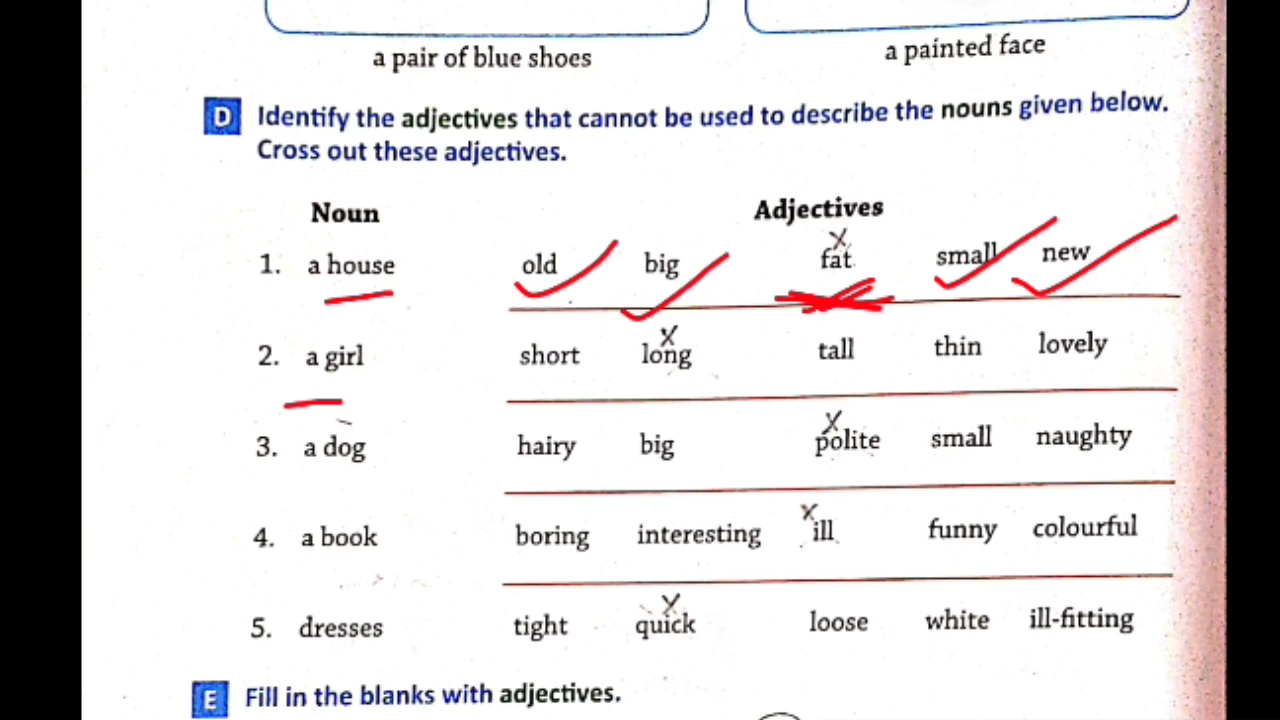 a pair of blue shoes a painted face
D Identify the adjectives that cannot be used to describe the nouns given below.
Cross out these adjectives.
Noun Adjectives
1. a house old big fat small new
2. a girl short long tall thin lovely
3. a dog hairy big polite small naughty
4. a book boring interesting ill funny colourful
5. dresses tight quick loose white ill-fitting
E Fill in the blanks with adjectives.